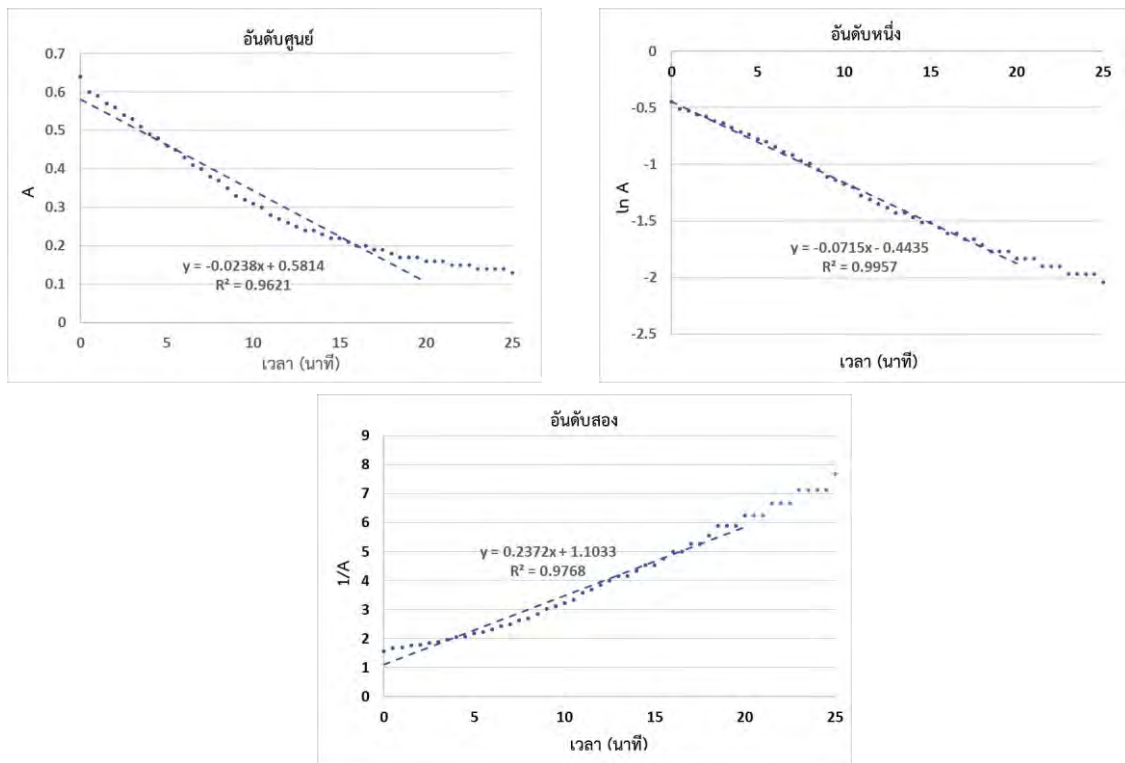 อันดับศูนย์
A
0.7
0.6
0.5
0.4
0.3
0.2
0.1
0
y = -0.0238x + 0.5814
R² = 0.9621
0 5 10 15 20 25
เวลา (นาที)
อันดับหนึ่ง
ln A
0
-0.5
-1
-1.5
-2
-2.5
0 5 10 15 20 25
y = -0.0715x - 0.4435
R² = 0.9957
เวลา (นาที)
อันดับสอง
1/A
9
8
7
6
5
4
3
2
1
0
y = 0.2372x + 1.1033
R² = 0.9768
0 5 10 15 20 25
เวลา (นาที)